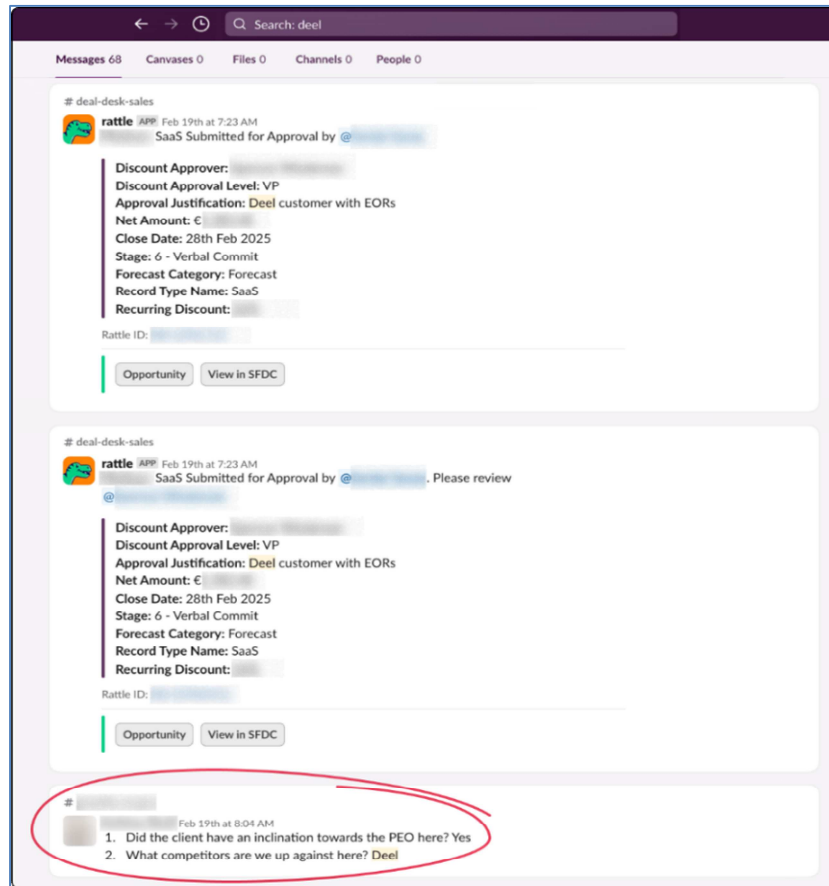 Search: deel
Messages 68 Canvases 0 Files 0 Channels 0 People 0
# deal-desk-sales
rattle APP Feb 19th at 7:23 AM
SaaS Submitted for Approval by @
Discount Approver:
Discount Approval Level: VP
Approval Justification: Deel customer with EORs
Net Amount: €
Close Date: 28th Feb 2025
Stage: 6 - Verbal Commit
Forecast Category: Forecast
Record Type Name: SaaS
Recurring Discount:
Rattle ID:
Opportunity View in SFDC
# deal-desk-sales
rattle APP Feb 19th at 7:23 AM
SaaS Submitted for Approval by @ . Please review
@
Discount Approver:
Discount Approval Level: VP
Approval Justification: Deel customer with EORs
Net Amount: €
Close Date: 28th Feb 2025
Stage: 6 - Verbal Commit
Forecast Category: Forecast
Record Type Name: SaaS
Recurring Discount:
Rattle ID:
Opportunity View in SFDC
#
Feb 19th at 8:04 AM
1. Did the client have an inclination towards the PEO here? Yes
2. What competitors are we up against here? Deel